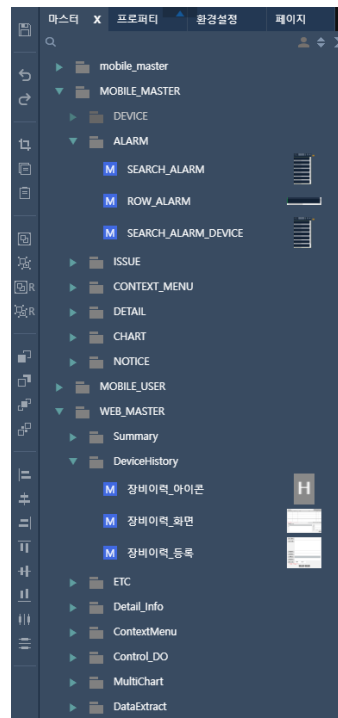 마스터 X 프로퍼티 환경설정 페이지
mobile_master
MOBILE_MASTER
DEVICE
ALARM
M SEARCH_ALARM
M ROW_ALARM
M SEARCH_ALARM_DEVICE
ISSUE
CONTEXT_MENU
R DETAIL
R CHART
NOTICE
MOBILE_USER
WEB_MASTER
Summary
DeviceHistory
M 장비이력_아이콘 H
M 장비이력_화면
M 장비이력_등록
ETC
Detail_Info
ContextMenu
Control_DO
MultiChart
DataExtract